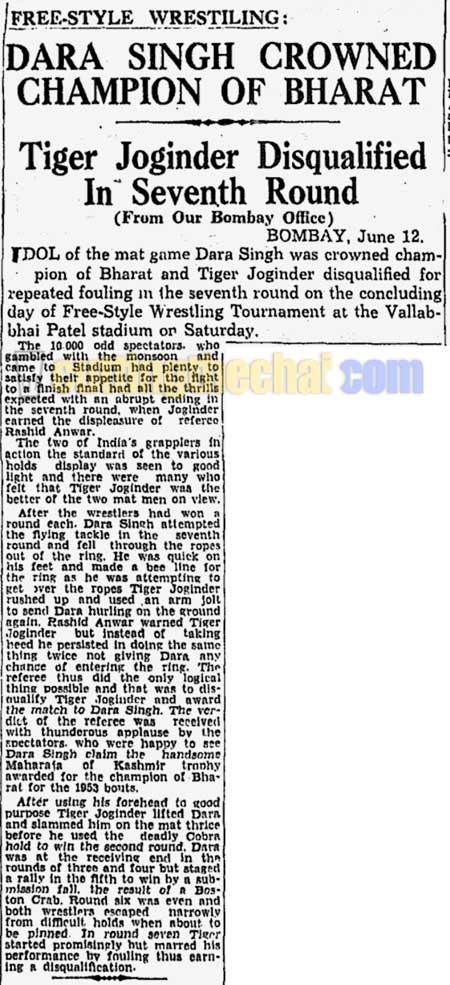 FREE-STYLE WRESTILING:
DARA SINGH CROWNED
CHAMPION OF BHARAT
Tiger Joginder Disqualified
In Seventh Round
(From Our Bombay Office)
BOMBAY, June 12.
IDOL of the mat game Dara Singh was crowned cham-
pion of Bharat and Tiger Joginder disqualified for
repeated fouling in the seventh round on the concluding
day of Free-Style Wrestling Tournament at the Vallab-
bhai Patel stadium on Saturday.
The 10.000 odd spectators. who
gambled with the monsoon and
came to Stadium had plenty to
satisfy their appetite for the fight
to a finish final had all the thrills
expected with an abrupt ending in
the seventh round, when Joginder
earned the displeasure of referee
Rashid Anwar.
The two of India's grapplers in
action the standard of the various
holds display was seen to good
light and there were many who
felt that Tiger Joginder was the
better of the two mat men on view.
After the wrestlers had won a
round each. Dara Singh attempted
the flying tackle in the seventh
round and fell through the ropes
out of the ring. He was quick on
his feet and made a bee line for
the ring as he was attempting to
get over the ropes Tiger Joginder
rushed up and used an arm jolt
to send Dara hurling on the ground
again. Rashid Anwar warned Tiger
Joginder but instead of taking
heed he persisted in doing the same
thing twice not giving Dara any
chance of entering the ring. The
referee thus did the only logical
thing possible and that was to dis-
qualify Tiger Joginder and award
the match to Dara Singh. The ver-
dict of the referee was received
with thunderous applause by the
spectators. who were happy to see
Dara Singh claim the handsome
Maharaja of Kashmir trophy
awarded for the champion of Bha-
rat for the 1953 bouts.
After using his forehead to good
purpose Tiger Joginder lifted Dara
and slammed him on the mat thrice
before he used the deadly Cobra
hold to win the second round. Dara
was at the receiving end in the
rounds of three and four but staged
a rally in the fifth to win by a sub-
mission fall. the result of a Bos-
ton Crab. Round six was even and
both wrestlers escaped narrowly
from difficult holds when about to
be pinned. In round seven Tiger
started promisingly but marred his
performance by fouling thus earn-
ing a disqualification.